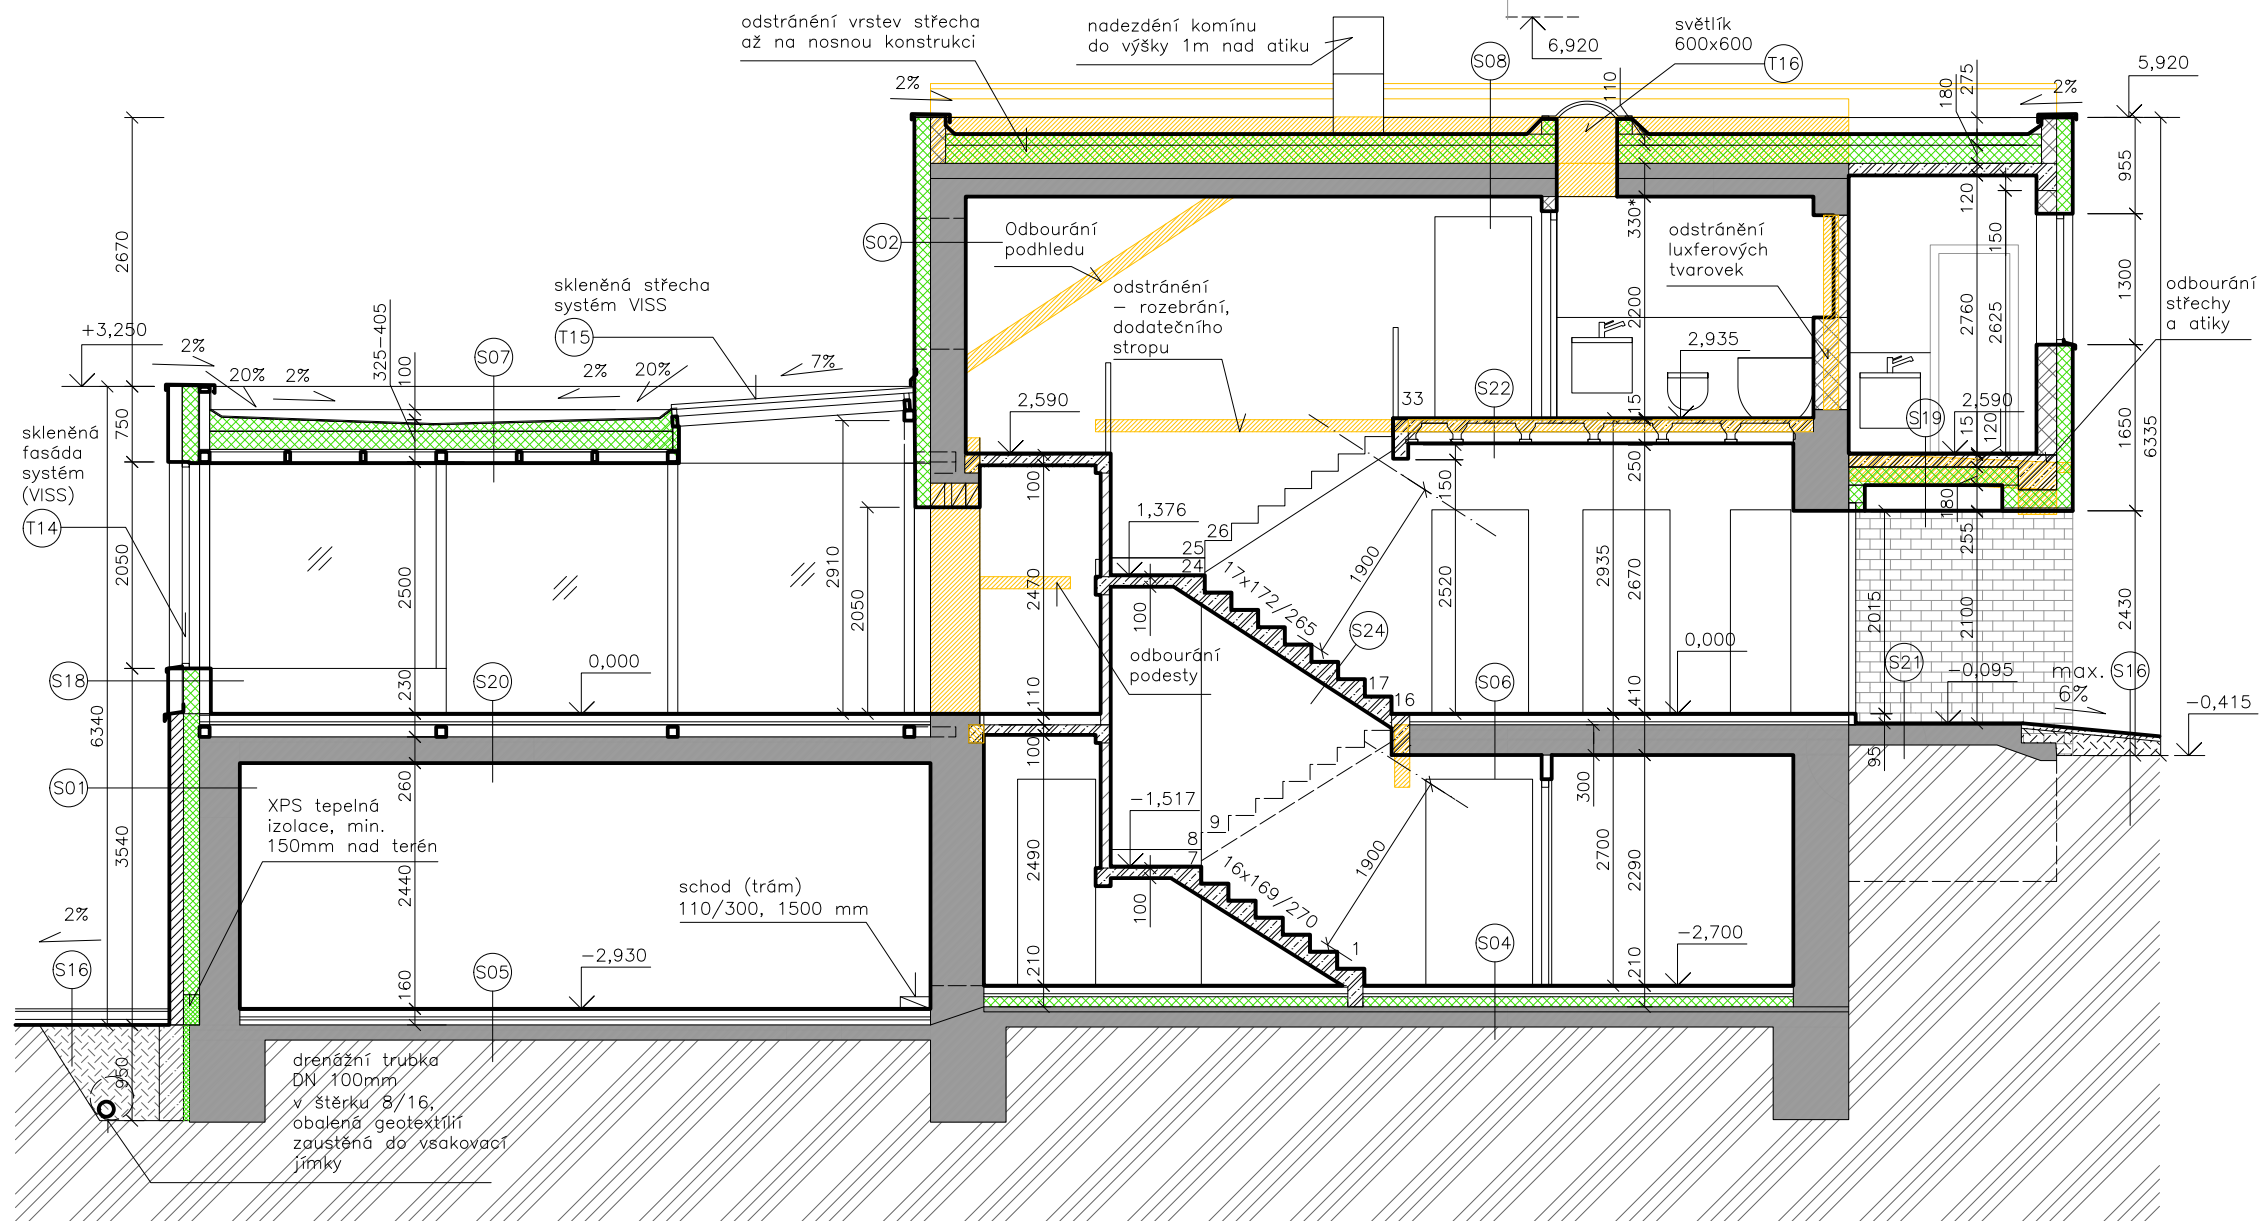 odstránění vrstev střecha
až na nosnou konstrukci
nadezdění komínu
do výšky 1m nad atiku
6,920
světlík
600x600
T16
S08
5,920
2%
2%
110
180
275
955
120
330*
150
2670
S02
Odbourání
podhledu
odstránění
– rozebrání,
dodatečního
stropu
odstránění
luxferových
tvarovek
odbourání
střechy
a atiky
skleněná střecha
systém VISS
T15
+3,250
2%
20%
2%
325-405
100
S07
2%
20%
7%
2200
2760
2625
1300
2,935
S22
33
15
2,590
2,590
S19
15
120
1650
6335
750
skleněná
fasáda
systém
(VISS)
T14
100
150
250
180
255
1,376
26
25
24
17x172/265
1900
2050
2500
2910
2050
2470
100
2520
2935
2670
2015
2100
2430
S24
odbourání
podesty
0,000
0,000
S18
S20
230
110
17
16
S06
410
S21
-0,095
max.
6%
S16
-0,415
95
6340
S01
260
100
300
XPS tepelná
izolace, min.
150mm nad terén
-1,517
9
8
7
16x169/270
1900
3540
2440
2490
100
2700
2290
schod (trám)
110/300, 1500 mm
2%
S16
-2,930
S05
160
210
1
S04
-2,700
210
950
drenážní trubka
DN 100mm
v štěrku 8/16,
obalená geotextílií
zaustěná do vsakovací
jímky